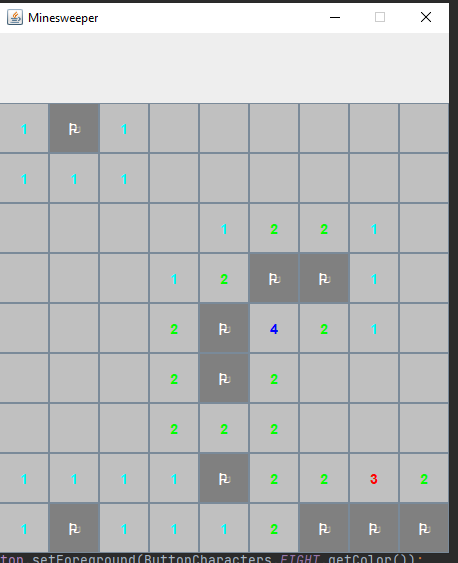 Minesweeper
1 1
1 1 1
1 2 2 1
1 2 1
2 4 2 1
2 2
2 2 2
1 1 1 1 2 2 3 2
1 1 1 1 2
ton.setForeground(ButtonCharacters.EIGHT.getColor());